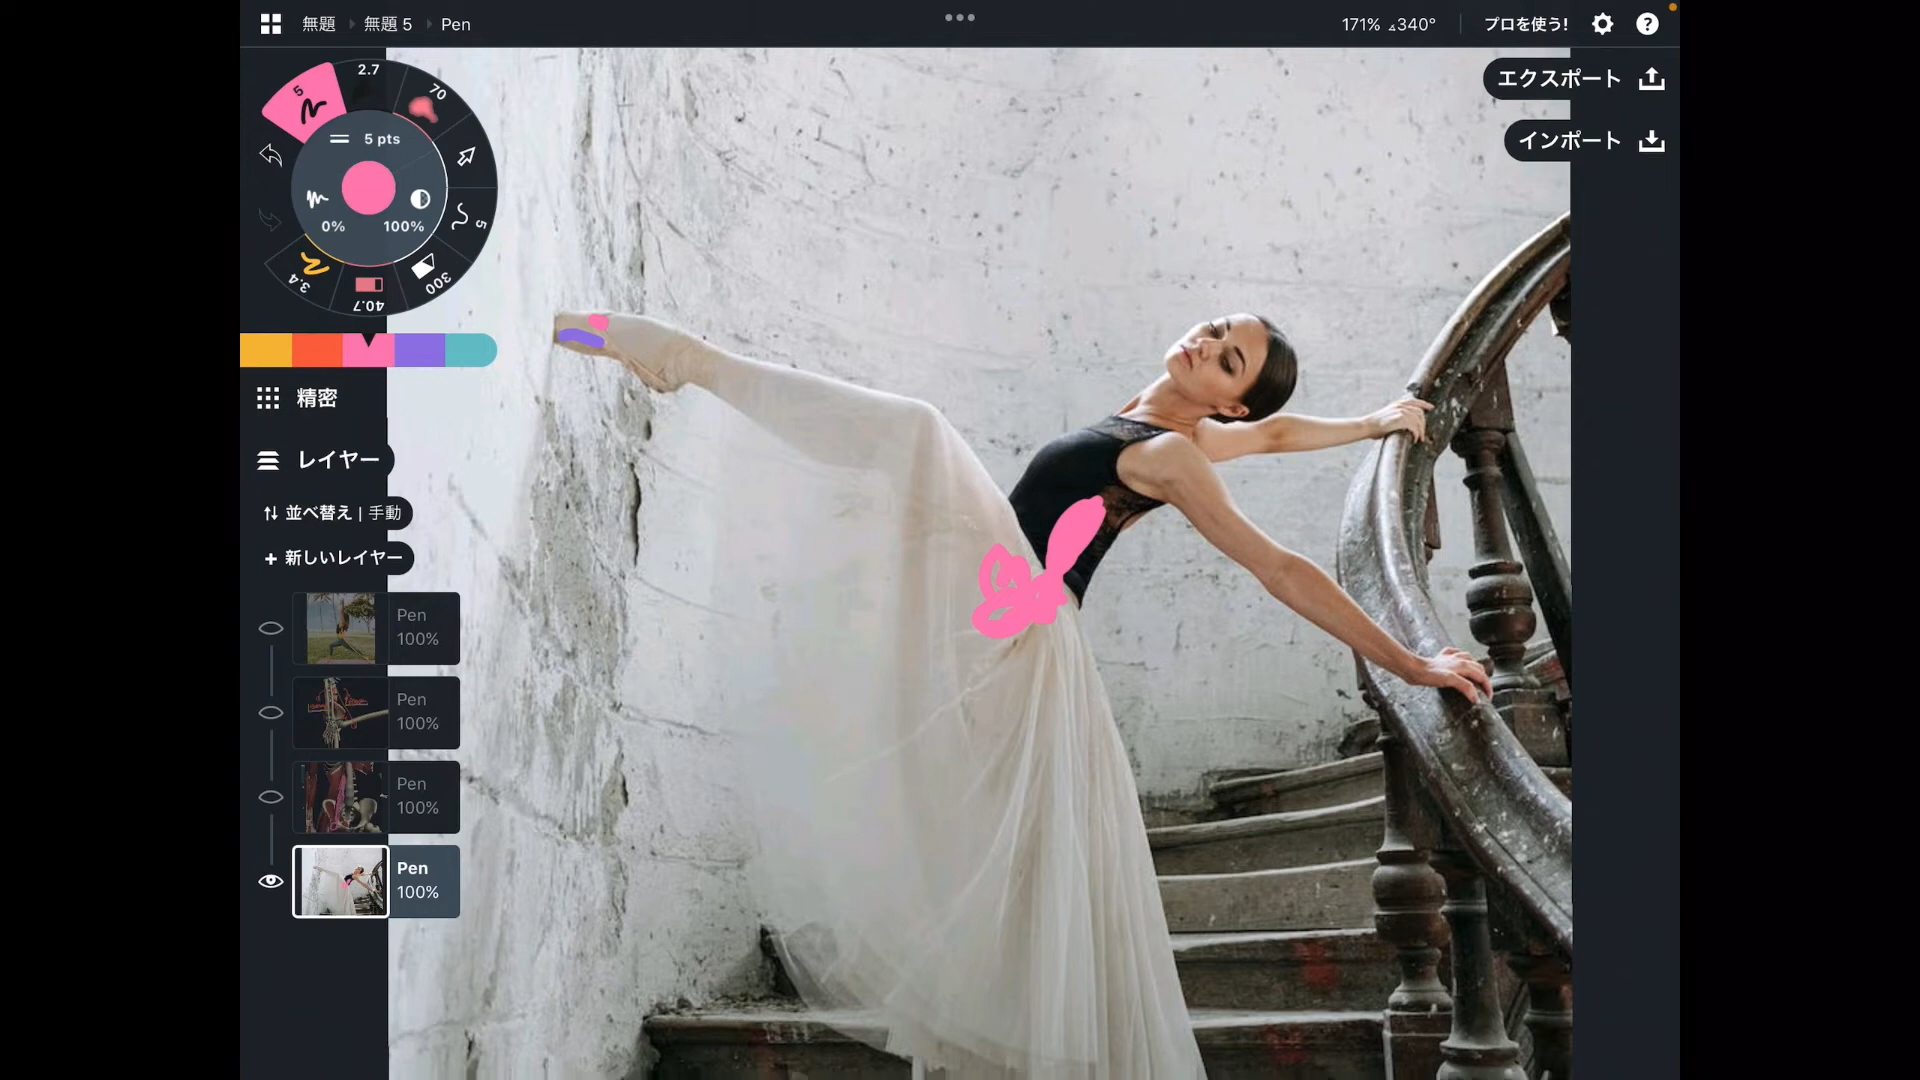 無題 無題 5 Pen
171% ⦟340° プロを使う! ?
エクスポート
インポート
2.7
5
70
5 pts
0% 100%
5
3.4
40.7
300
精密
レイヤー
並べ替え | 手動
+ 新しいレイヤー
Pen
100%
Pen
100%
Pen
100%
Pen
100%